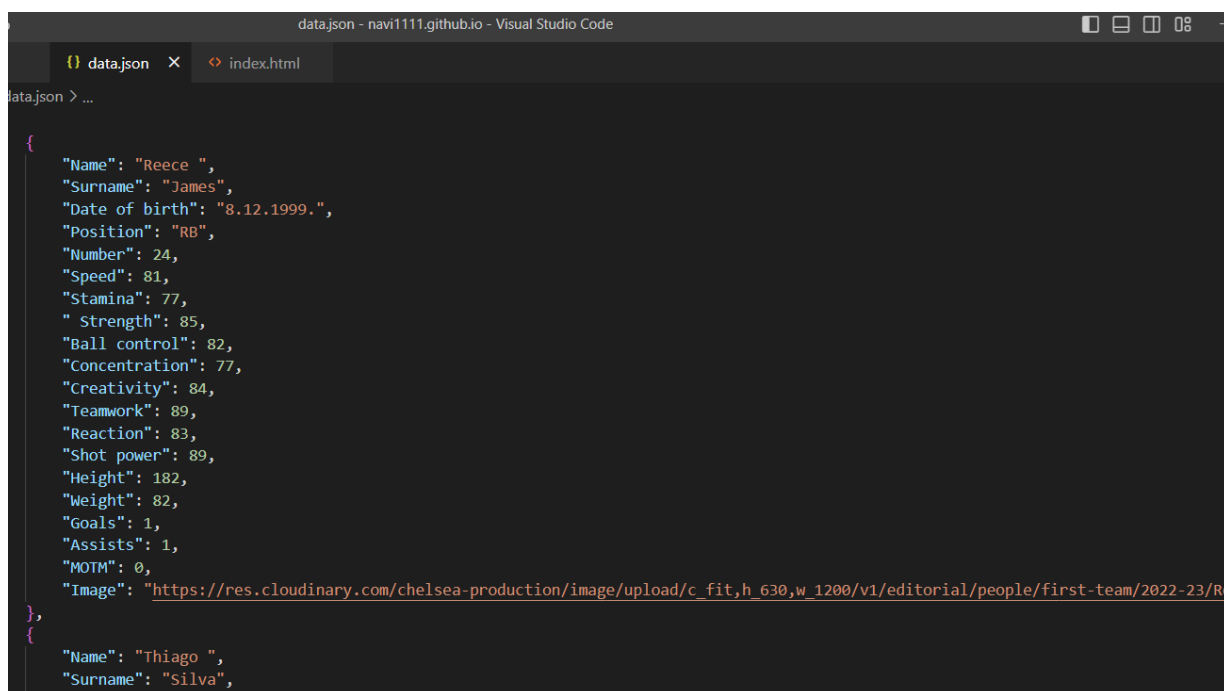 data.json - navi1111.github.io - Visual Studio Code
{} data.json × <> index.html
data.json > ...
{
"Name": "Reece ",
"Surname": "James",
"Date of birth": "8.12.1999.",
"Position": "RB",
"Number": 24,
"Speed": 81,
"Stamina": 77,
" Strength": 85,
"Ball control": 82,
"Concentration": 77,
"Creativity": 84,
"Teamwork": 89,
"Reaction": 83,
"Shot power": 89,
"Height": 182,
"Weight": 82,
"Goals": 1,
"Assists": 1,
"MOTM": 0,
"Image": "https://res.cloudinary.com/chelsea-production/image/upload/c_fit,h_630,w_1200/v1/editorial/people/first-team/2022-23/R
},
{
"Name": "Thiago ",
"Surname": "Silva",